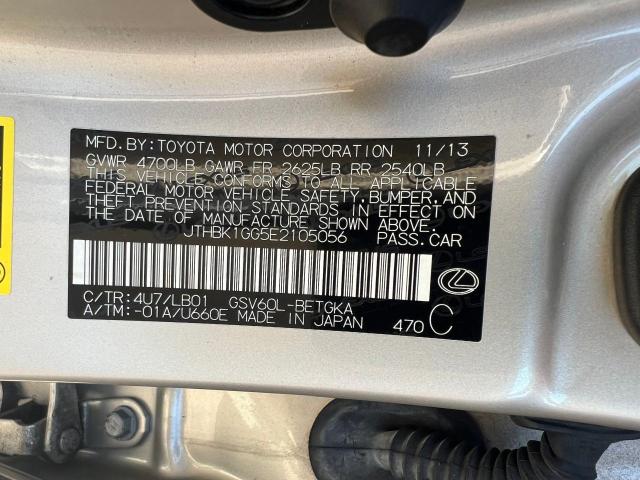 MFD. BY: TOYOTA MOTOR CORPORATION 11/13
GVWR 4700LB GAWR FR 2625LB RR 2540LB
THIS VEHICLE CONFORMS TO ALL APPLICABLE
FEDERAL MOTOR VEHICLE SAFETY, BUMPER, AND
THEFT PREVENTION STANDARDS IN EFFECT ON
THE DATE OF MANUFACTURE SHOWN ABOVE.
JTHBK1GG5E2105056 PASS. CAR
C/TR: 4U7/LB01 GSV60L-BETGKA
A/TM: -01A/U660E MADE IN JAPAN 470 C